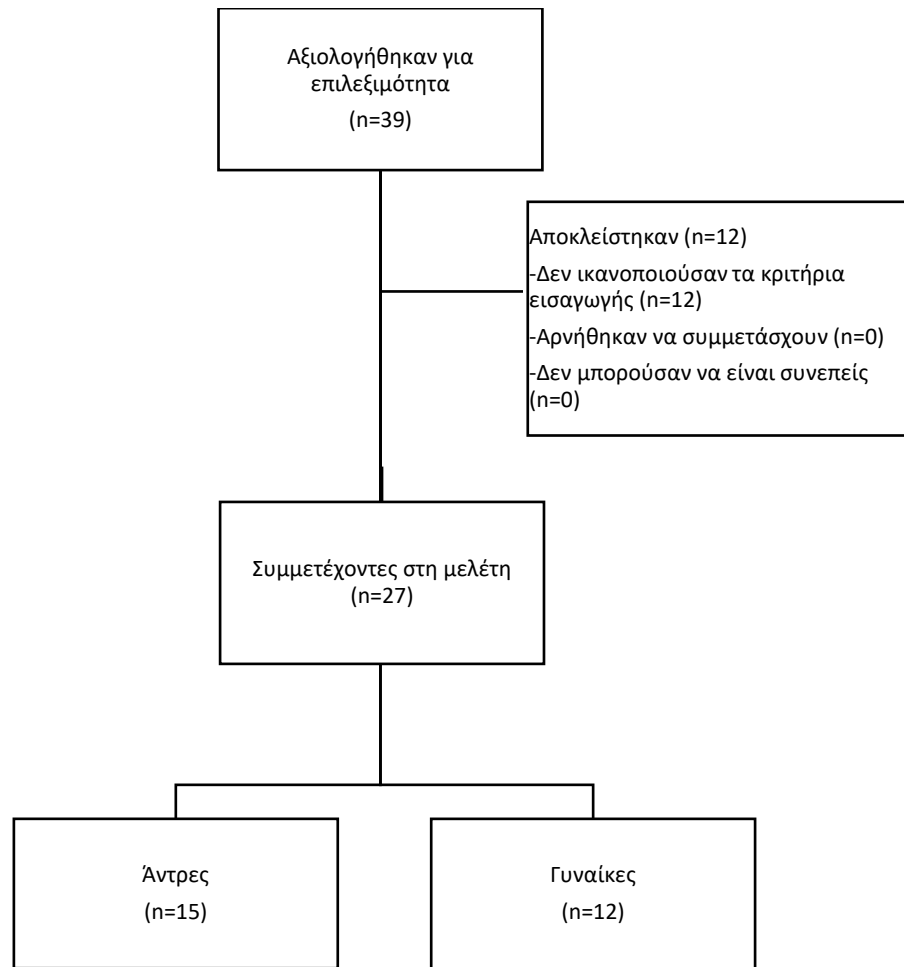 Αξιολογήθηκαν για
επιλεξιμότητα
(n=39)
Αποκλείστηκαν (n=12)
-Δεν ικανοποιούσαν τα κριτήρια
εισαγωγής (n=12)
-Αρνήθηκαν να συμμετάσχουν (n=0)
-Δεν μπορούσαν να είναι συνεπείς
(n=0)
Συμμετέχοντες στη μελέτη
(n=27)
Άντρες
(n=15)
Γυναίκες
(n=12)